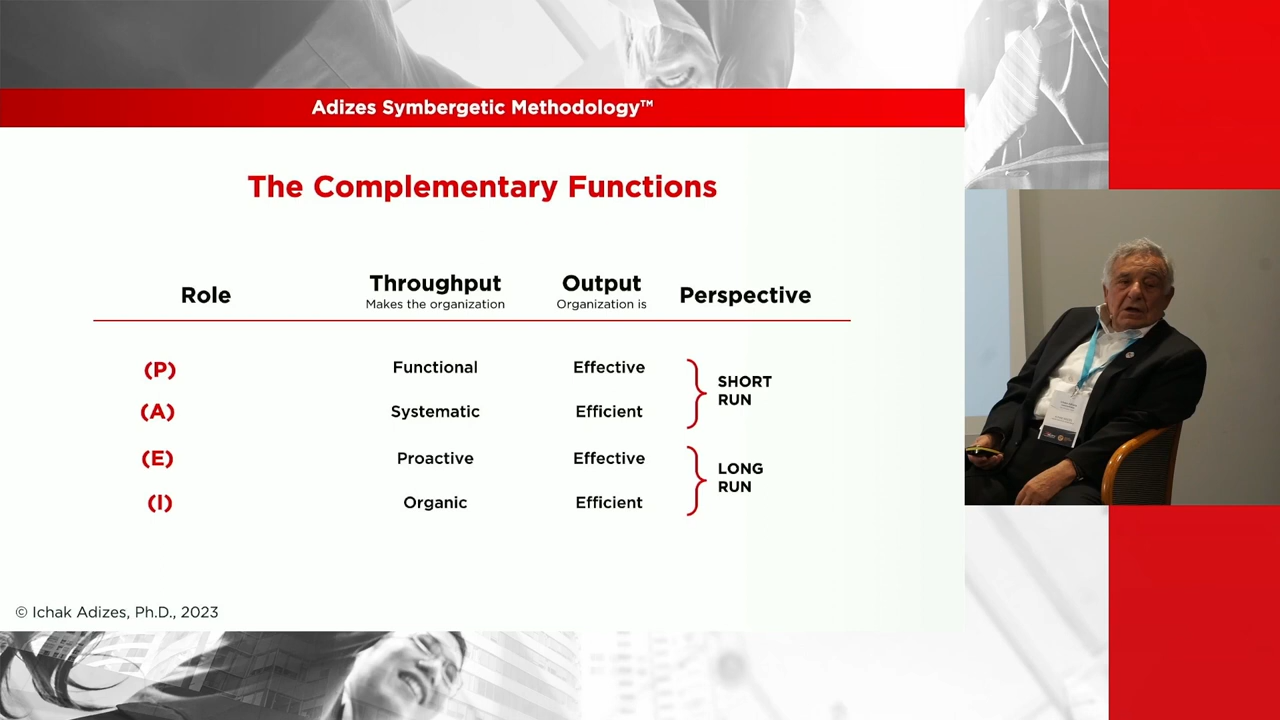 Adizes Symbergetic Methodology™
The Complementary Functions
Role
Throughput
Makes the organization
Output
Organization is
Perspective
(P) Functional Effective
(A) Systematic Efficient
SHORT
RUN
(E) Proactive Effective
(I) Organic Efficient
LONG
RUN
© Ichak Adizes, Ph.D., 2023